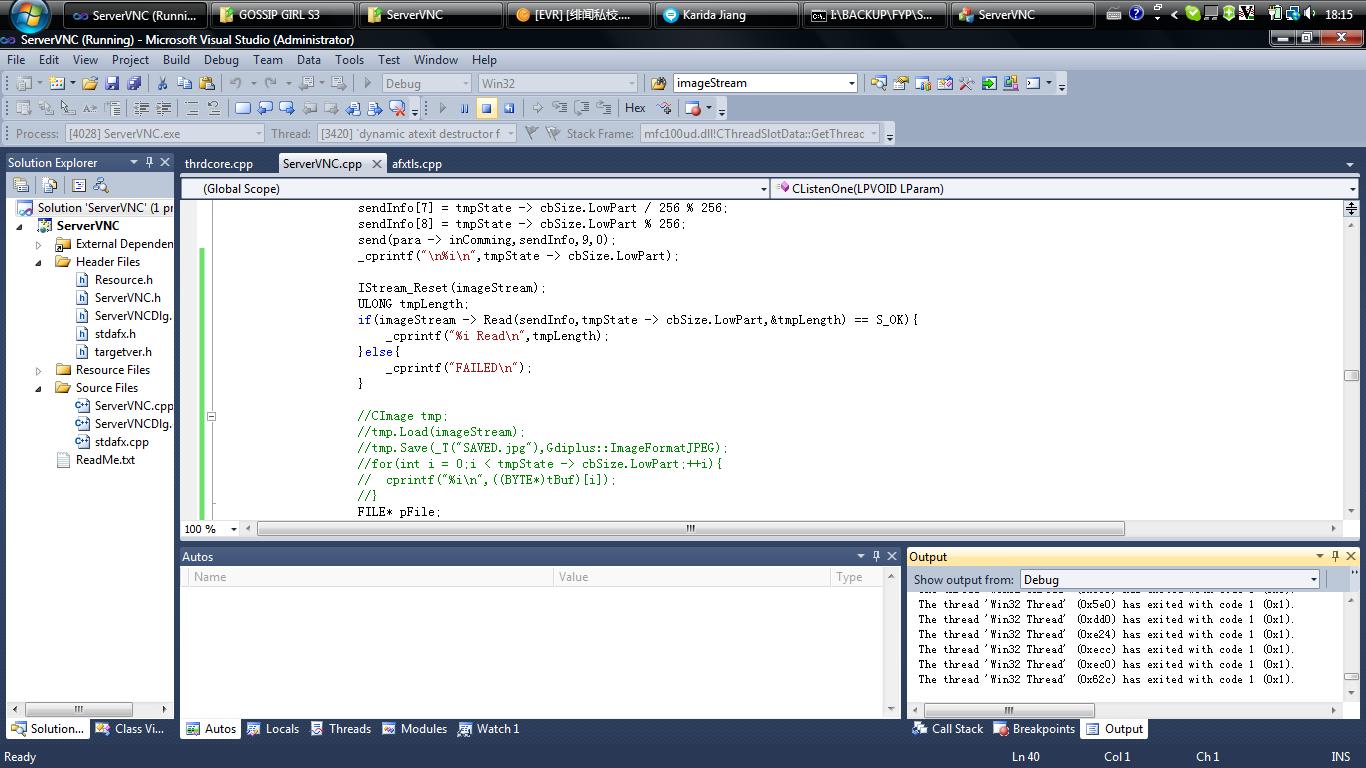 ServerVNC (Runni...
GOSSIP GIRL S3
ServerVNC
[EVR] [绯闻私校....
Karida Jiang
I:\BACKUP\FYP\S...
ServerVNC
18:15
ServerVNC (Running) - Microsoft Visual Studio (Administrator)
File Edit View Project Build Debug Team Data Tools Test Window Help
Debug Win32 imageStream
Hex
Process: [4028] ServerVNC.exe Thread: [3420] `dynamic atexit destructor f Stack Frame: mfc100ud.dll!CThreadSlotData::GetThreac
Solution Explorer
thrdcore.cpp ServerVNC.cpp afxtls.cpp
(Global Scope) CListenOne(LPVOID LParam)
Solution 'ServerVNC' (1 pr
ServerVNC
External Dependen
Header Files
Resource.h
ServerVNC.h
ServerVNCDlg.
stdafx.h
targetver.h
Resource Files
Source Files
ServerVNC.cpp
ServerVNCDlg.
stdafx.cpp
ReadMe.txt
sendInfo[7] = tmpState -> cbSize.LowPart / 256 % 256;
sendInfo[8] = tmpState -> cbSize.LowPart % 256;
send(para -> inComming,sendInfo,9,0);
_cprintf("\n%i\n",tmpState -> cbSize.LowPart);
IStream_Reset(imageStream);
ULONG tmpLength;
if(imageStream -> Read(sendInfo,tmpState -> cbSize.LowPart,&tmpLength) == S_OK){
_cprintf("%i Read\n",tmpLength);
}else{
_cprintf("FAILED\n");
}
//CImage tmp;
//tmp.Load(imageStream);
//tmp.Save(_T("SAVED.jpg"),Gdiplus::ImageFormatJPEG);
//for(int i = 0;i < tmpState -> cbSize.LowPart;++i){
// cprintf("%i\n",((BYTE*)tBuf)[i]);
//}
FILE* pFile;
100 %
Autos
Name Value Type
Output
Show output from: Debug
The thread 'Win32 Thread' (0x5e0) has exited with code 1 (0x1).
The thread 'Win32 Thread' (0xdd0) has exited with code 1 (0x1).
The thread 'Win32 Thread' (0xe24) has exited with code 1 (0x1).
The thread 'Win32 Thread' (0xecc) has exited with code 1 (0x1).
The thread 'Win32 Thread' (0xec0) has exited with code 1 (0x1).
The thread 'Win32 Thread' (0x62c) has exited with code 1 (0x1).
Solution... Class Vi... Autos Locals Threads Modules Watch 1 Call Stack Breakpoints Output
Ready Ln 40 Col 1 Ch 1 INS